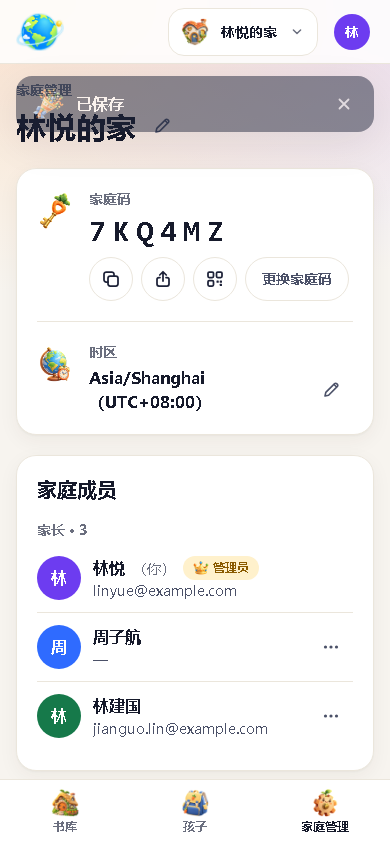 林悦的家
林
家庭管理
已保存
林悦的家
家庭码
7KQ4MZ
更换家庭码
时区
Asia/Shanghai
（UTC+08:00）
家庭成员
家长 • 3
林
林悦 （你） 管理员
linyue@example.com
周
周子航
—
林
林建国
jianguo.lin@example.com
书库
孩子
家庭管理